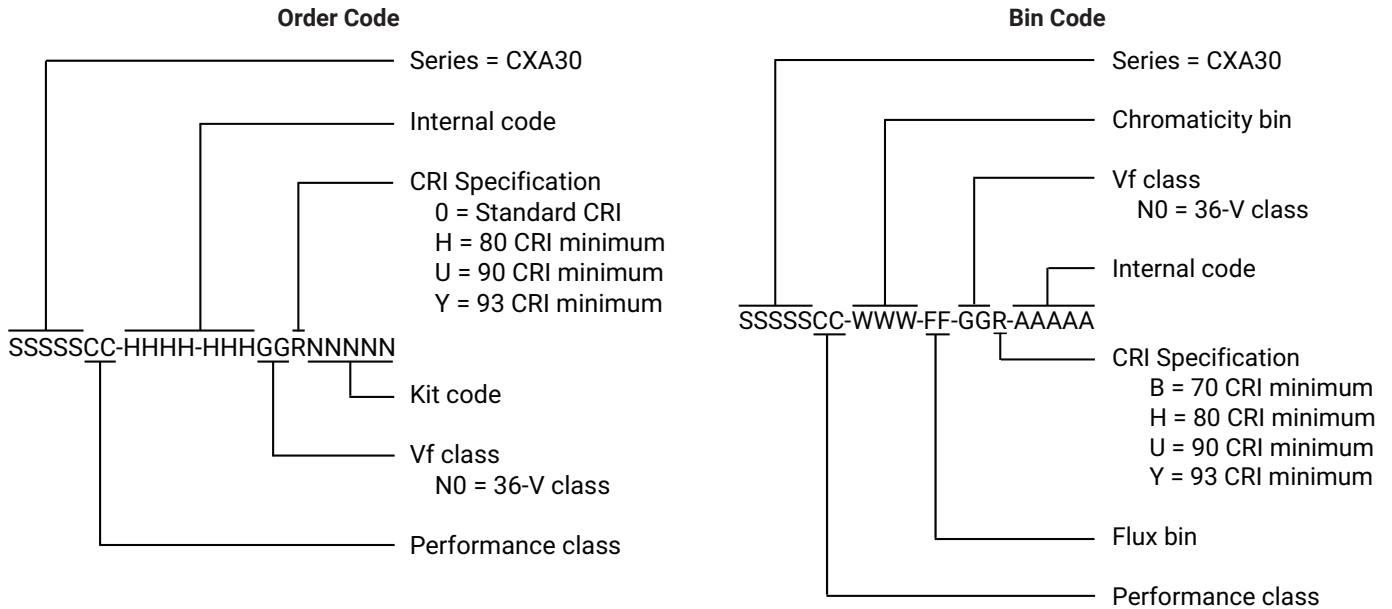 Order Code
Series = CXA30
Internal code
CRI Specification
0 = Standard CRI
H = 80 CRI minimum
U = 90 CRI minimum
Y = 93 CRI minimum
SSSSSCC-HHHH-HHHGGRNNNNN
Kit code
Vf class
N0 = 36-V class
Performance class
Bin Code
Series = CXA30
Chromaticity bin
Vf class
N0 = 36-V class
Internal code
SSSSSCC-WWW-FF-GGR-AAAAA
CRI Specification
B = 70 CRI minimum
H = 80 CRI minimum
U = 90 CRI minimum
Y = 93 CRI minimum
Flux bin
Performance class